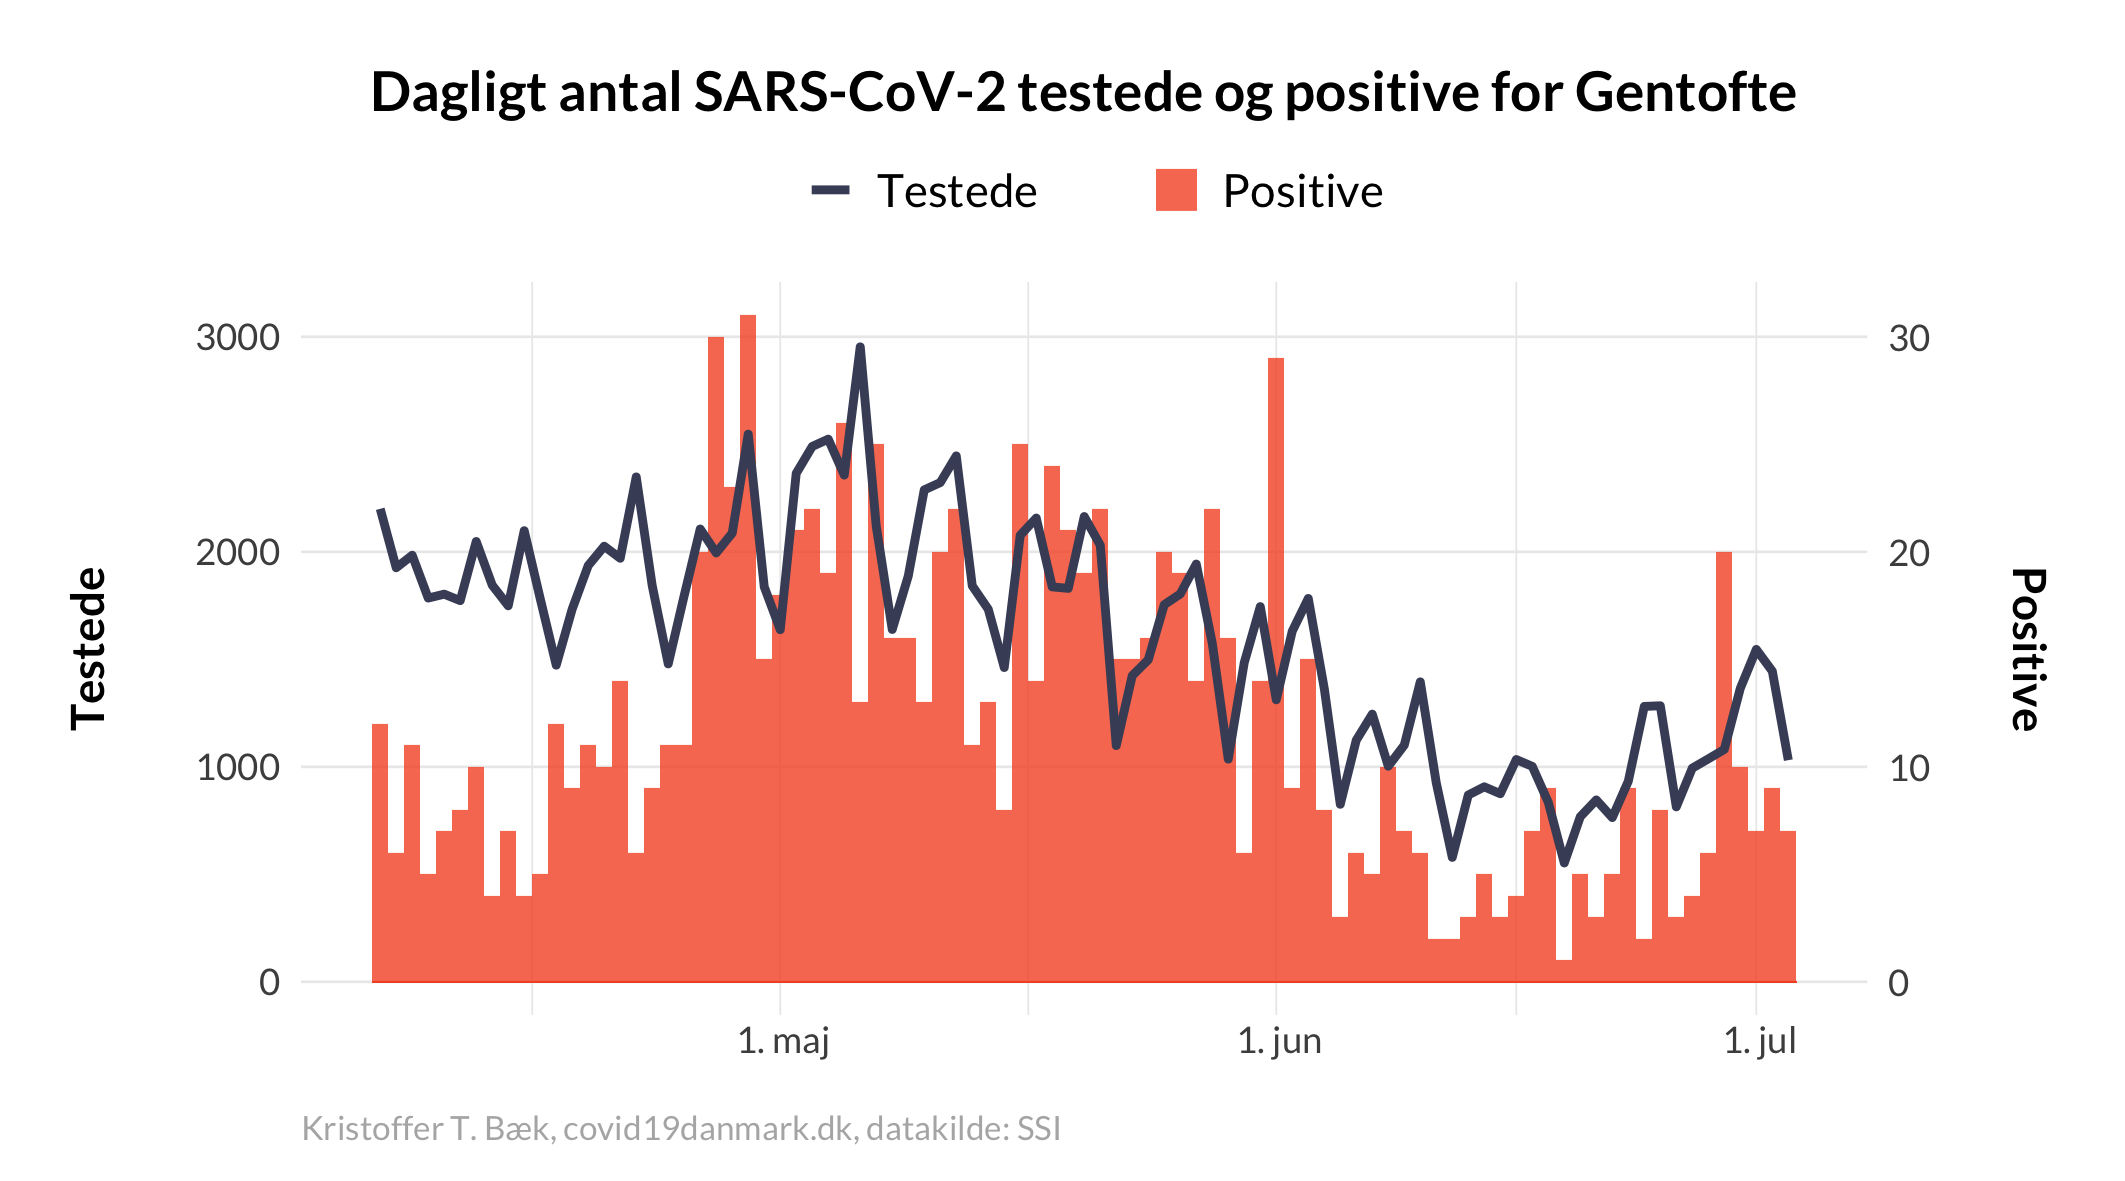 Dagligt antal SARS-CoV-2 testede og positive for Gentofte
Testede
Positive
3000
2000
1000
0
30
20
10
0
Testede
Positive
1. maj
1. jun
1. jul
Kristoffer T. Bæk, covid19danmark.dk, datakilde: SSI